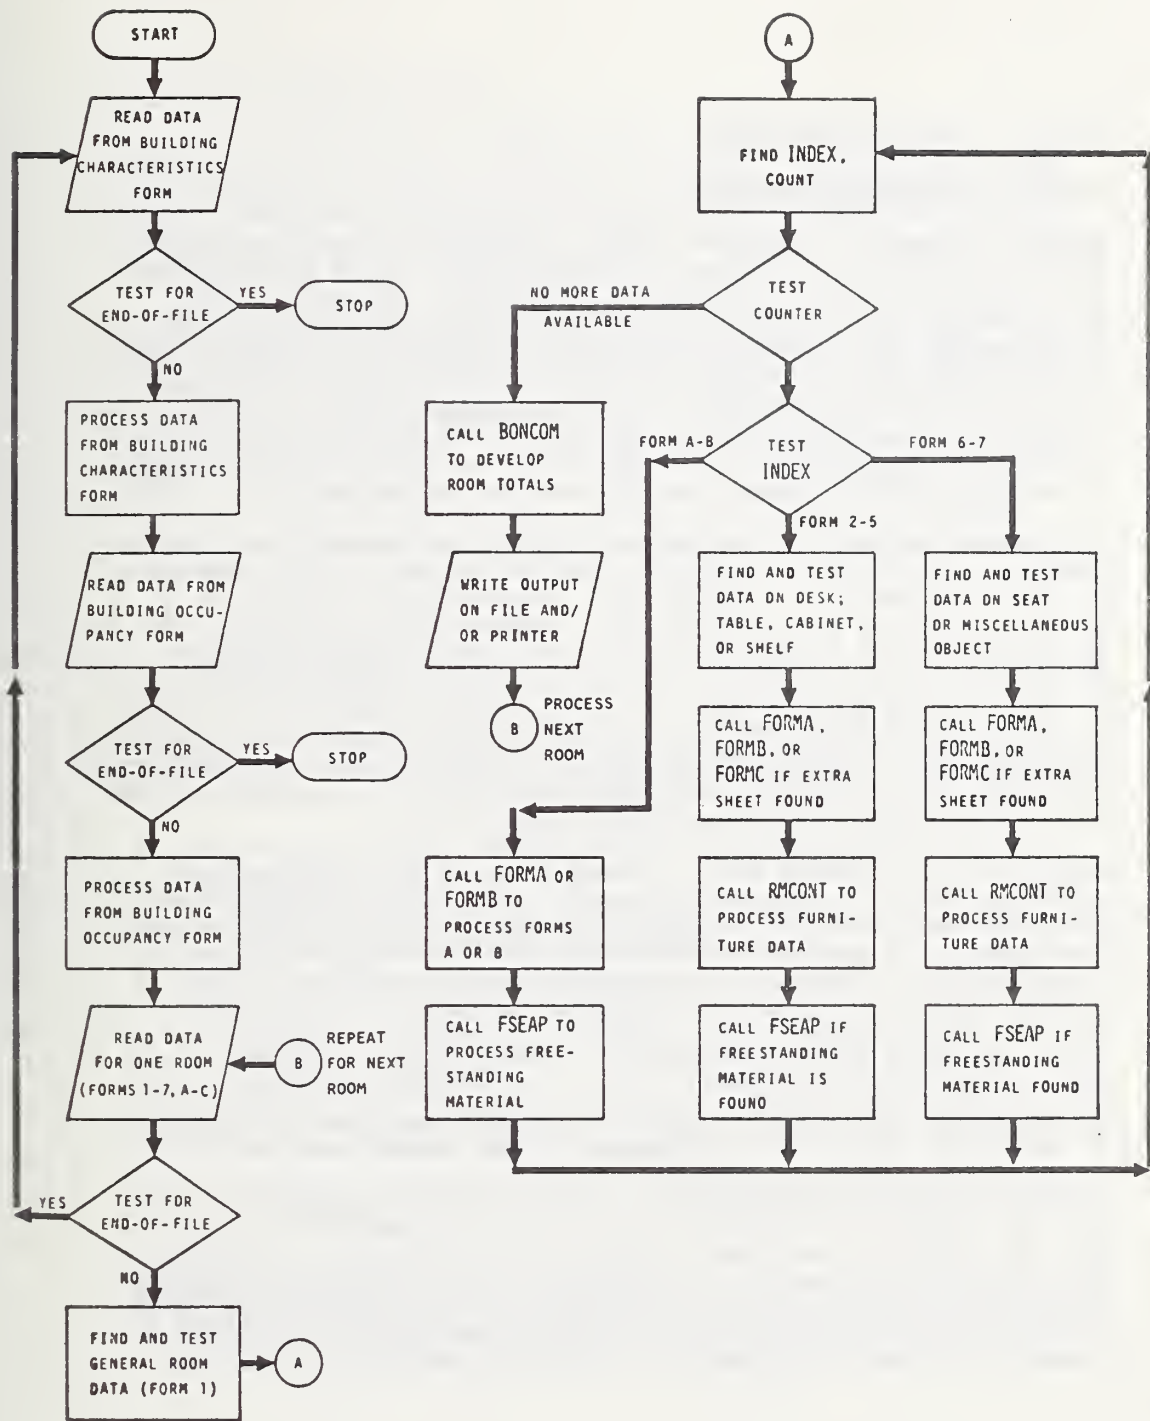 START
READ DATA
FROM BUILDING
CHARACTERISTICS
FORM
TEST FOR
END-OF-FILE
YES
STOP
NO
PROCESS DATA
FROM BUILDING
CHARACTERISTICS
FORM
READ DATA FROM
BUILDING OCCU-
PANCY FORM
TEST FOR
END-OF-FILE
YES
STOP
NO
PROCESS DATA
FROM BUILDING
OCCUPANCY FORM
READ DATA
FOR ONE ROOM
(FORMS 1-7, A-C)
B
REPEAT
FOR NEXT
ROOM
TEST FOR
END-OF-FILE
YES
NO
FIND AND TEST
GENERAL ROOM
DATA (FORM 1)
A
A
FIND INDEX,
COUNT
TEST
COUNTER
NO MORE DATA
AVAILABLE
CALL BONCOM
TO DEVELOP
ROOM TOTALS
WRITE OUTPUT
ON FILE AND/
OR PRINTER
B
PROCESS
NEXT
ROOM
TEST
INDEX
FORM A-B
FORM 6-7
FORM 2-5
CALL FORMA OR
FORMB TO
PROCESS FORMS
A OR B
CALL FSEAP TO
PROCESS FREE-
STANDING
MATERIAL
FIND AND TEST
DATA ON DESK;
TABLE, CABINET,
OR SHELF
CALL FORMA,
FORMB, OR
FORMC IF EXTRA
SHEET FOUND
CALL RMCONT TO
PROCESS FURNI-
TURE DATA
CALL FSEAP IF
FREESTANDING
MATERIAL IS
FOUND
FIND AND TEST
DATA ON SEAT
OR MISCELLANEOUS
OBJECT
CALL FORMA,
FORMB, OR
FORMC IF EXTRA
SHEET FOUND
CALL RMCONT TO
PROCESS FURNI-
TURE DATA
CALL FSEAP IF
FREESTANDING
MATERIAL FOUND